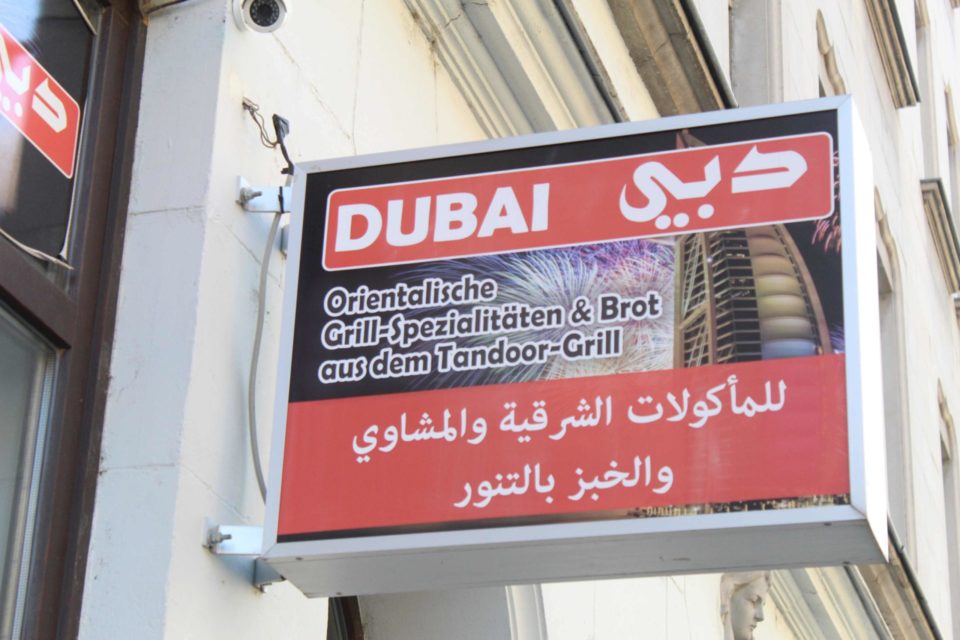 DUBAI دبي
Orientalische
Grill-Spezialitäten & Brot
aus dem Tandoor-Grill
للمأكولات الشرقية والمشاوي
والخبز بالتنور